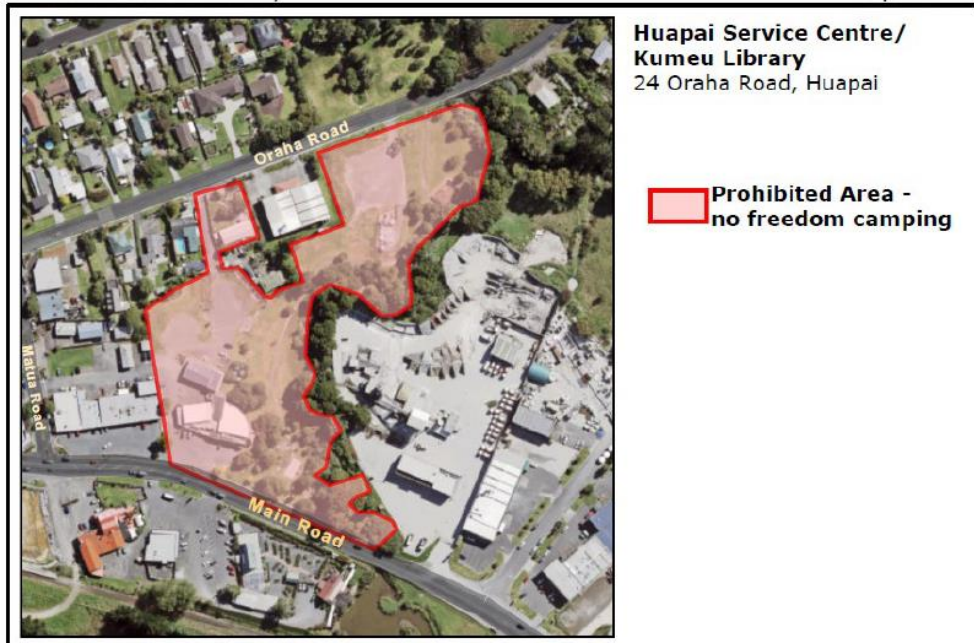 Huapai Service Centre/
Kumeu Library
24 Oraha Road, Huapai
Prohibited Area -
no freedom camping
Oraha Road
Matua Road
Main Road